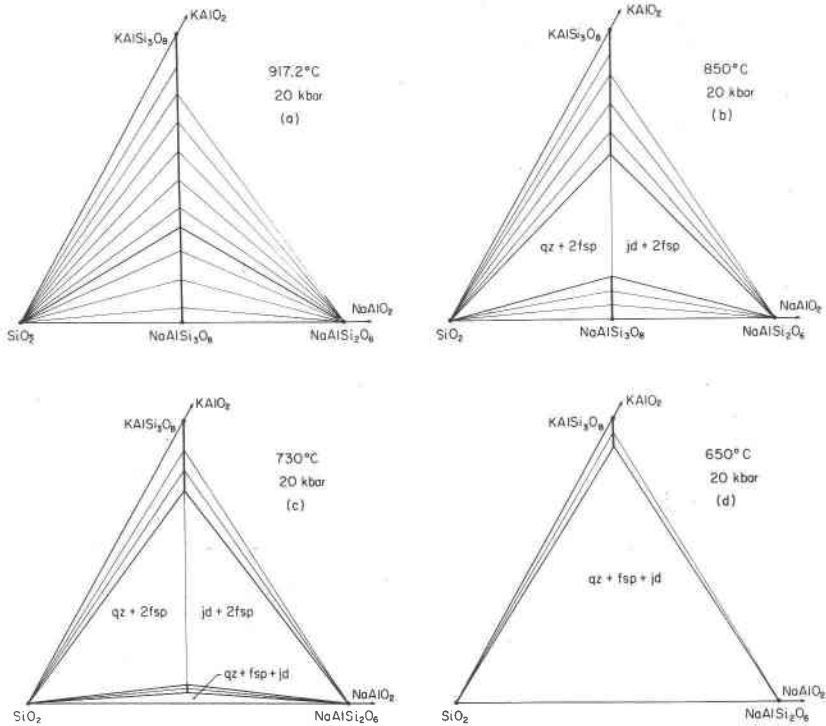 KAlO₂
KAlSi₃O₈
917.2°C
20 kbar
(a)
NaAlO₂
SiO₂
NaAlSi₃O₈
NaAlSi₂O₆
KAlO₂
KAlSi₃O₈
850°C
20 kbar
(b)
qz + 2fsp
jd + 2fsp
NaAlO₂
SiO₂
NaAlSi₃O₈
NaAlSi₂O₆
KAlO₂
KAlSi₃O₈
730°C
20 kbar
(c)
qz + 2fsp
jd + 2fsp
qz + fsp + jd
NaAlO₂
SiO₂
NaAlSi₂O₆
KAlO₂
KAlSi₃O₈
650°C
20 kbar
(d)
qz + fsp + jd
NaAlO₂
SiO₂
NaAlSi₂O₆